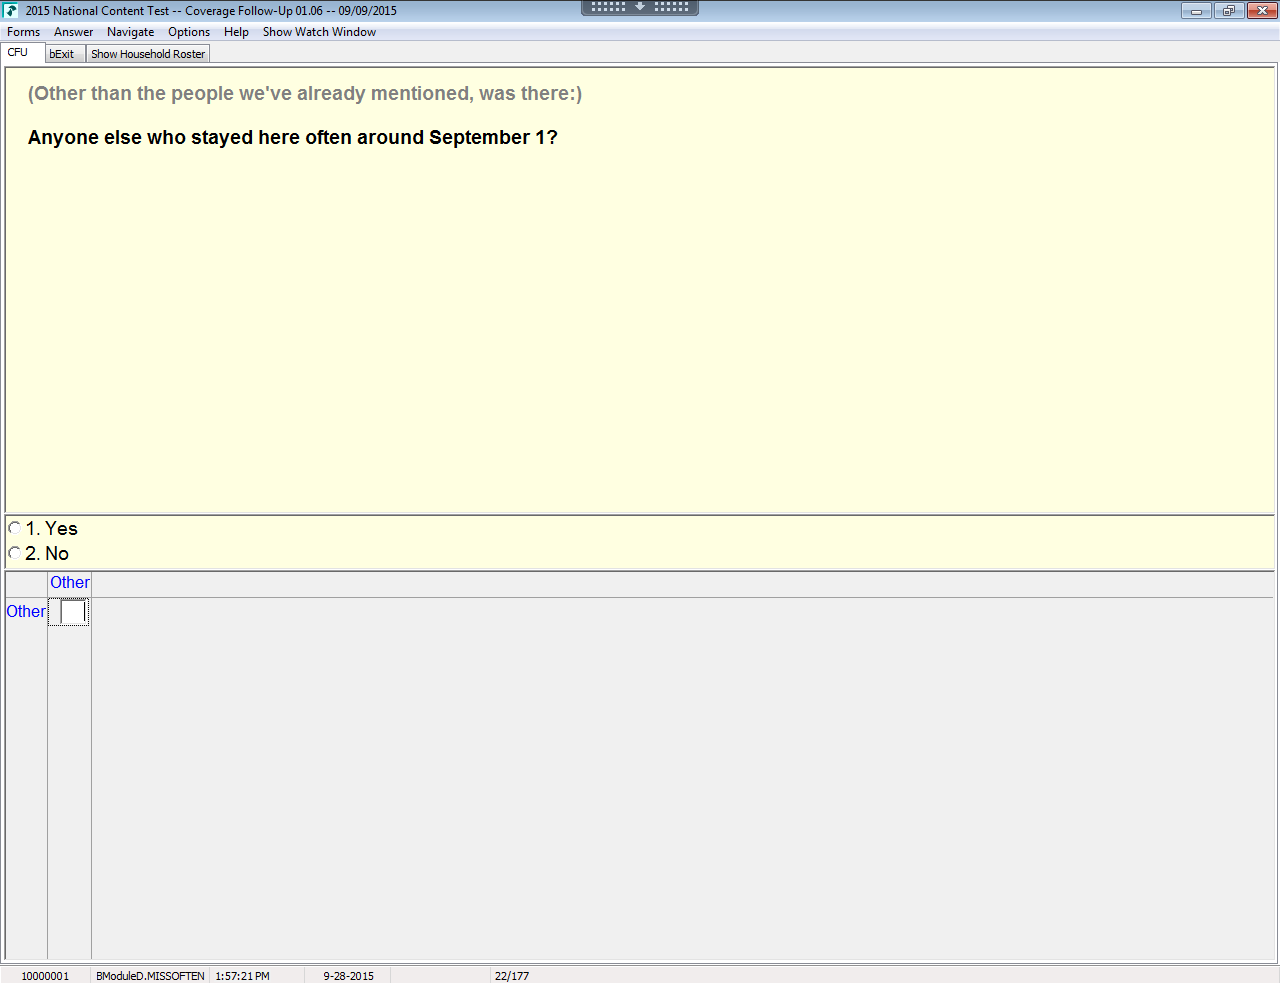 2015 National Content Test -- Coverage Follow-Up 01.06 -- 09/09/2015
Forms Answer Navigate Options Help Show Watch Window
CFU bExit Show Household Roster
(Other than the people we've already mentioned, was there:)
Anyone else who stayed here often around September 1?
1. Yes
2. No
Other
Other
10000001 BModuleD.MISSOFTEN 1:57:21 PM 9-28-2015 22/177